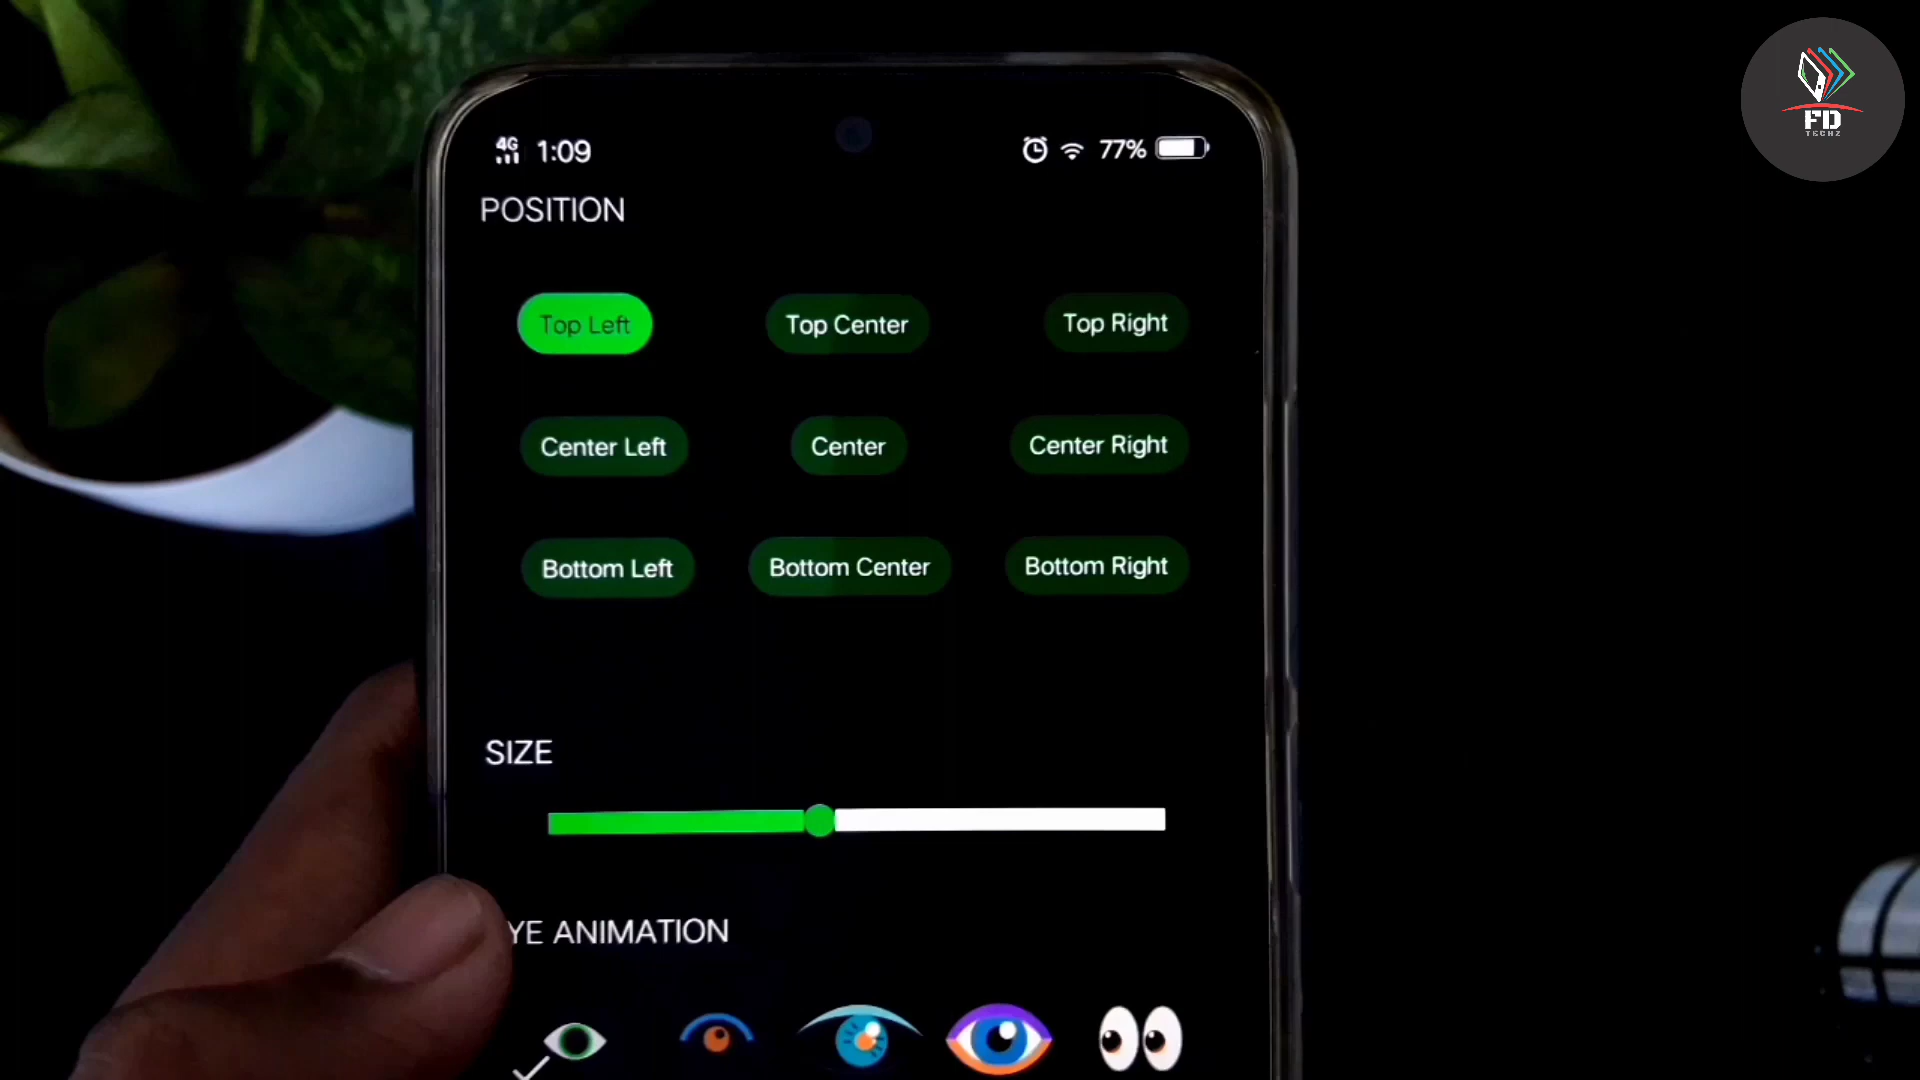 4G 1:09 77%
POSITION
Top Left Top Center Top Right
Center Left Center Center Right
Bottom Left Bottom Center Bottom Right
SIZE
YE ANIMATION
FD
TECHZ